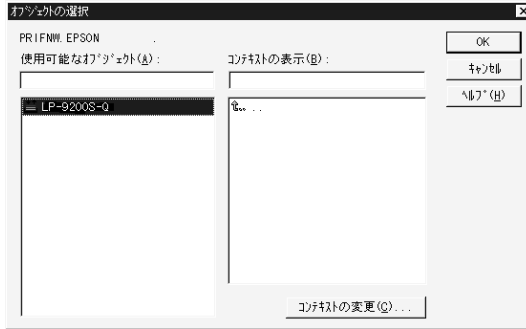 オブジェクトの選択
PRIFNW.EPSON .
使用可能なオブジェクト(A):
コンテキストの表示(B):
LP-9200S-Q
. .
OK
キャンセル
ヘルプ(H)
コンテキストの変更(C)...